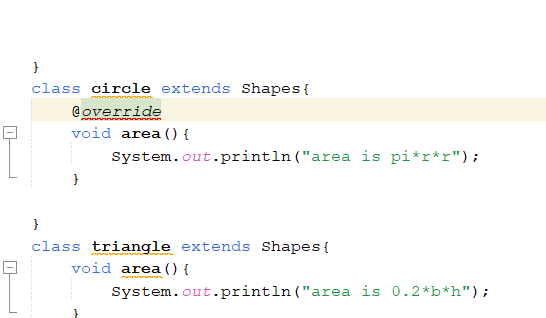 }
class circle extends Shapes{
@override
void area(){
System.out.println("area is pi*r*r");
}
}
class triangle extends Shapes{
void area(){
System.out.println("area is 0.2*b*h");
}